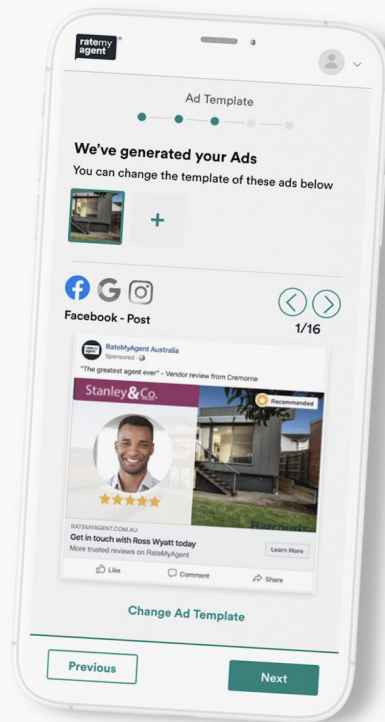 ratemy
agent
Ad Template
We've generated your Ads
You can change the template of these ads below
+
Facebook - Post
1/16
RateMyAgent Australia
Sponsored ·
"The greatest agent ever" - Vendor review from Cremorne
Stanley & Co.
Recommended
Harcourts
RATEMYAGENT.COM.AU
Get in touch with Ross Wyatt today
More trusted reviews on RateMyAgent
Learn More
Like
Comment
Share
Change Ad Template
Previous
Next